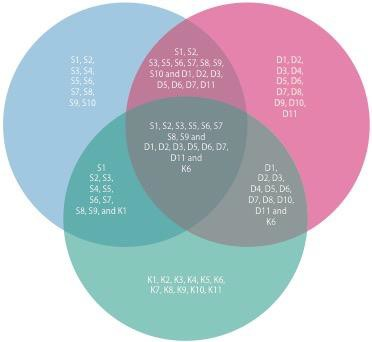 S1, S2,
S3, S4,
S5, S6,
S7, S8,
S9, S10
S1, S2,
S3, S5, S6, S7, S8, S9,
S10 and D1, D2, D3,
D5, D6, D7, D11
D1, D2,
D3, D4,
D5, D6,
D7, D8,
D9, D10,
D11
S1, S2, S3, S5, S6, S7
S8, S9 and
D1, D2, D3, D5, D6, D7,
D11 and
K6
S1
S2, S3,
S4, S5,
S6, S7,
S8, S9, and K1
D1,
D2, D3,
D4, D5, D6,
D7, D8, D10,
D11 and
K6
K1, K2, K3, K4, K5, K6,
K7, K8, K9, K10, K11